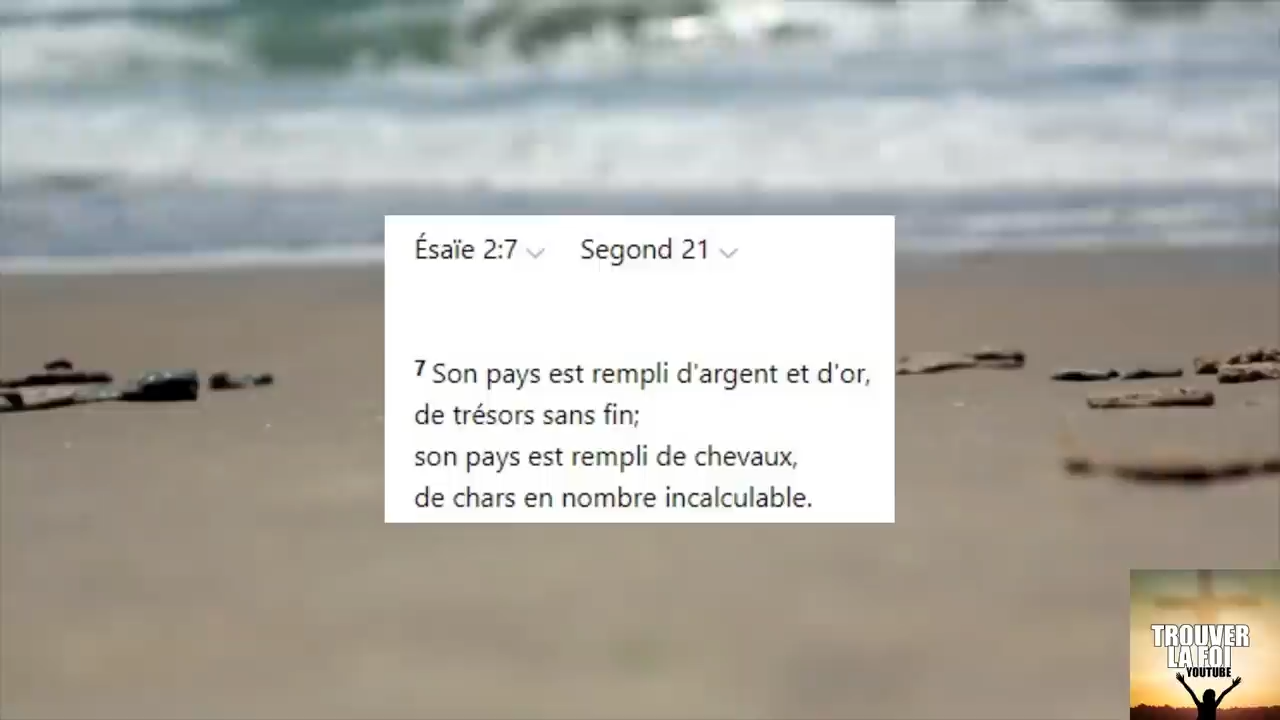 Ésaïe 2:7 Segond 21
7 Son pays est rempli d'argent et d'or,
de trésors sans fin;
son pays est rempli de chevaux,
de chars en nombre incalculable.
TROUVER
LA FOI
YOUTUBE